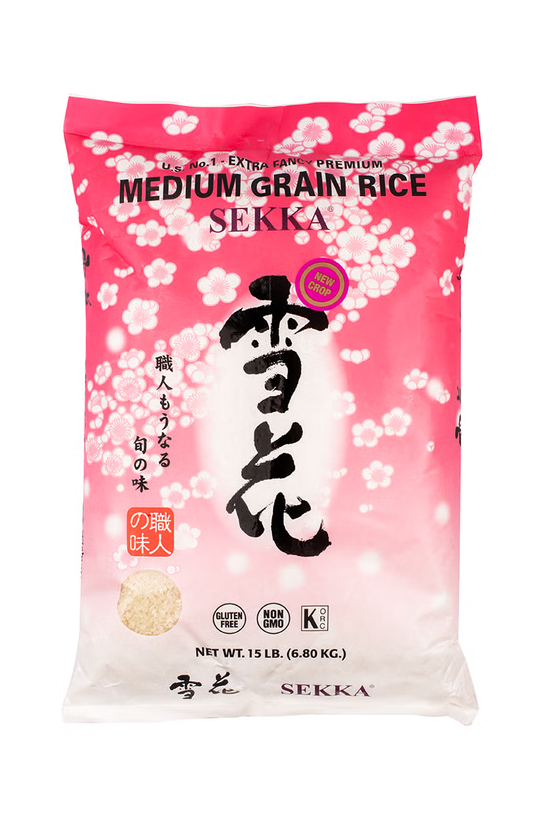 U.S. No.1 - EXTRA FANCY PREMIUM
MEDIUM GRAIN RICE
SEKKA®
NEW
CROP
雪花
職人もうなる
旬の味
職人
の味
GLUTEN
FREE
NON
GMO
K ORC
NET WT. 15 LB. (6.80 KG.)
雪花 SEKKA®